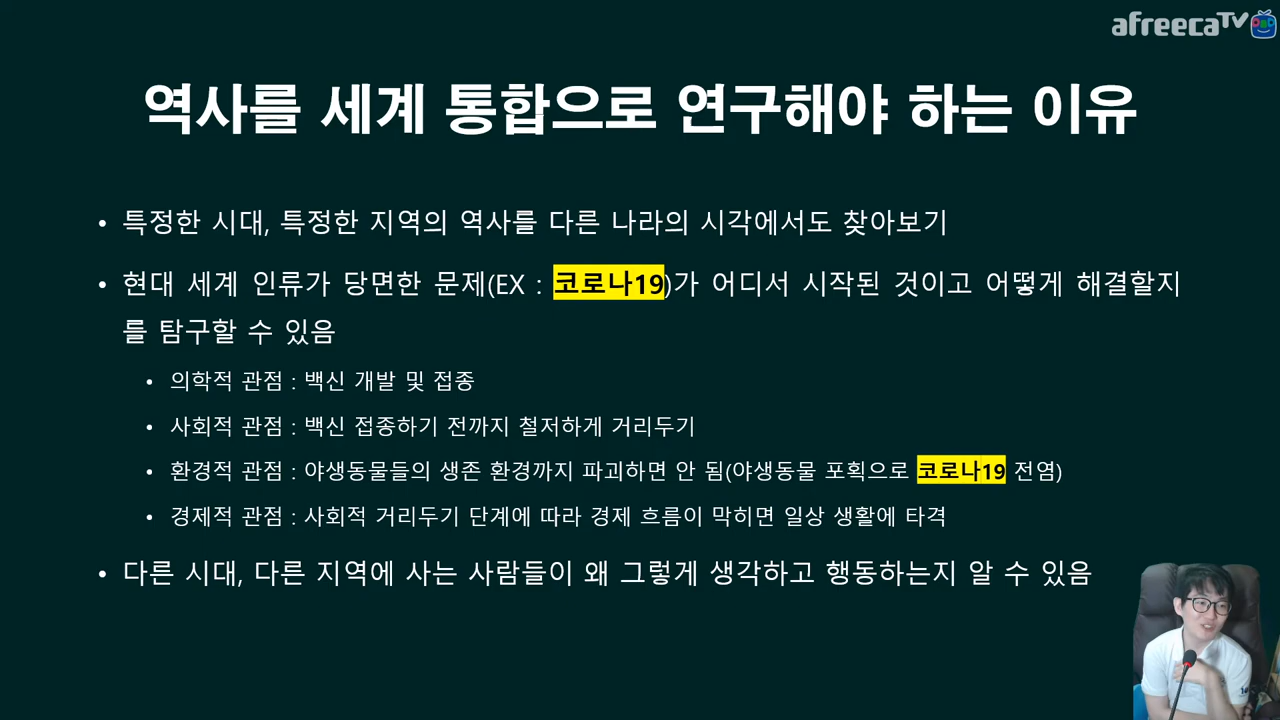 afreecaTV
역사를 세계 통합으로 연구해야 하는 이유
• 특정한 시대, 특정한 지역의 역사를 다른 나라의 시각에서도 찾아보기
• 현대 세계 인류가 당면한 문제(EX : 코로나19)가 어디서 시작된 것이고 어떻게 해결할지
를 탐구할 수 있음
• 의학적 관점 : 백신 개발 및 접종
• 사회적 관점 : 백신 접종하기 전까지 철저하게 거리두기
• 환경적 관점 : 야생동물들의 생존 환경까지 파괴하면 안 됨(야생동물 포획으로 코로나19 전염)
• 경제적 관점 : 사회적 거리두기 단계에 따라 경제 흐름이 막히면 일상 생활에 타격
• 다른 시대, 다른 지역에 사는 사람들이 왜 그렇게 생각하고 행동하는지 알 수 있음